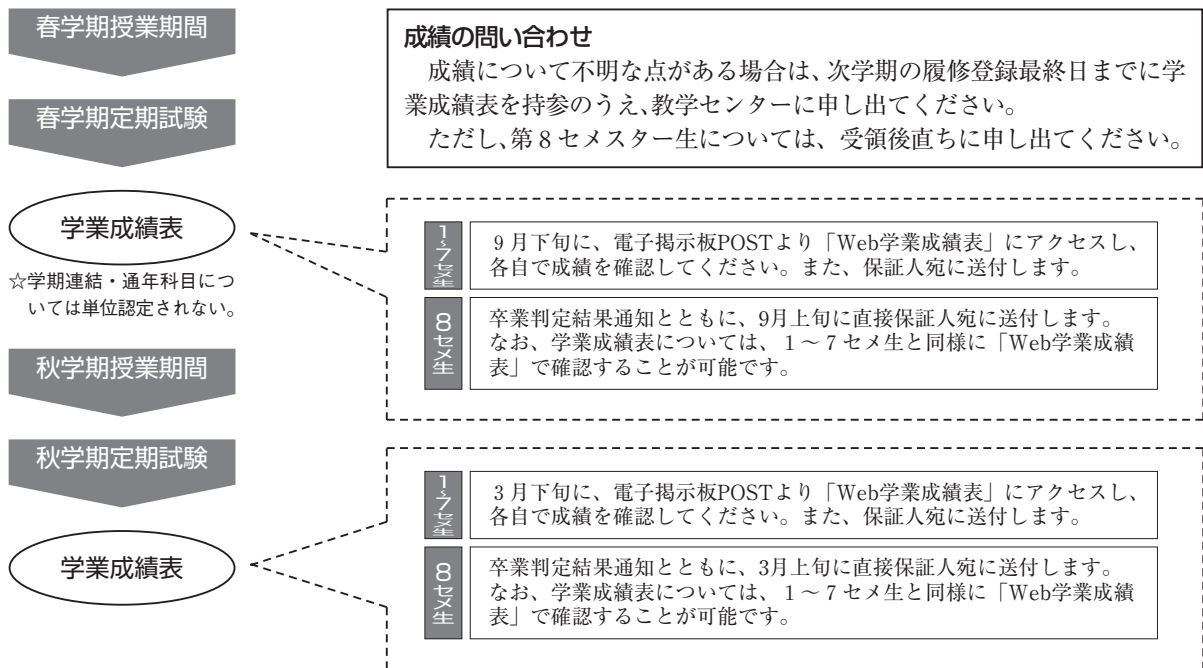 春学期授業期間
春学期定期試験
学業成績表
☆学期連結・通年科目につ
いては単位認定されない。
秋学期授業期間
秋学期定期試験
学業成績表
成績の問い合わせ
成績について不明な点がある場合は、次学期の履修登録最終日までに学
業成績表を持参のうえ、教学センターに申し出てください。
ただし、第8セメスター生については、受領後直ちに申し出てください。
1~7セメ生
9月下旬に、電子掲示板POSTより「Web学業成績表」にアクセスし、
各自で成績を確認してください。また、保証人宛に送付します。
8セメ生
卒業判定結果通知とともに、9月上旬に直接保証人宛に送付します。
なお、学業成績表については、1~7セメ生と同様に「Web学業成績
表」で確認することが可能です。
1~7セメ生
3月下旬に、電子掲示板POSTより「Web学業成績表」にアクセスし、
各自で成績を確認してください。また、保証人宛に送付します。
8セメ生
卒業判定結果通知とともに、3月上旬に直接保証人宛に送付します。
なお、学業成績表については、1~7セメ生と同様に「Web学業成績
表」で確認することが可能です。